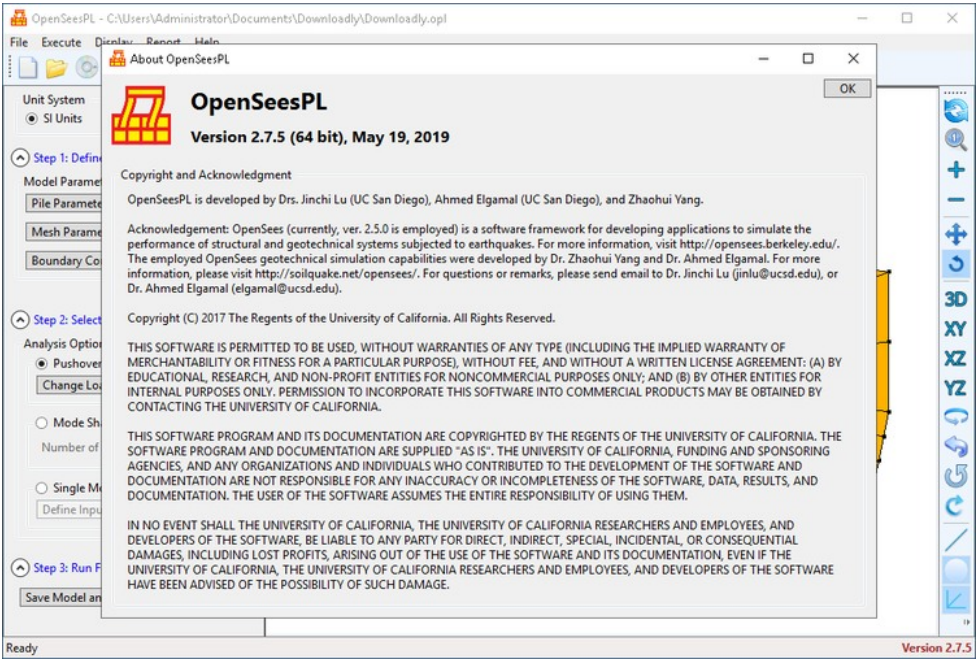 OpenSeesPL - C:\Users\Administrator\Documents\Downloadly\Downloadly.opl
File Execute Display Report Help
About OpenSeesPL
OK
OpenSeesPL
Version 2.7.5 (64 bit), May 19, 2019
Copyright and Acknowledgment
OpenSeesPL is developed by Drs. Jinchi Lu (UC San Diego), Ahmed Elgamal (UC San Diego), and Zhaohui Yang.
Acknowledgement: OpenSees (currently, ver. 2.5.0 is employed) is a software framework for developing applications to simulate the
performance of structural and geotechnical systems subjected to earthquakes. For more information, visit http://opensees.berkeley.edu/.
The employed OpenSees geotechnical simulation capabilities were developed by Dr. Zhaohui Yang and Dr. Ahmed Elgamal. For more
information, please visit http://soilquake.net/opensees/. For questions or remarks, please send email to Dr. Jinchi Lu (jinlu@ucsd.edu), or
Dr. Ahmed Elgamal (elgamal@ucsd.edu).
Copyright (C) 2017 The Regents of the University of California. All Rights Reserved.
THIS SOFTWARE IS PERMITTED TO BE USED, WITHOUT WARRANTIES OF ANY TYPE (INCLUDING THE IMPLIED WARRANTY OF
MERCHANTABILITY OR FITNESS FOR A PARTICULAR PURPOSE), WITHOUT FEE, AND WITHOUT A WRITTEN LICENSE AGREEMENT: (A) BY
EDUCATIONAL, RESEARCH, AND NON-PROFIT ENTITIES FOR NONCOMMERCIAL PURPOSES ONLY; AND (B) BY OTHER ENTITIES FOR
INTERNAL PURPOSES ONLY. PERMISSION TO INCORPORATE THIS SOFTWARE INTO COMMERCIAL PRODUCTS MAY BE OBTAINED BY
CONTACTING THE UNIVERSITY OF CALIFORNIA.
THIS SOFTWARE PROGRAM AND ITS DOCUMENTATION ARE COPYRIGHTED BY THE REGENTS OF THE UNIVERSITY OF CALIFORNIA. THE
SOFTWARE PROGRAM AND DOCUMENTATION ARE SUPPLIED "AS IS". THE UNIVERSITY OF CALIFORNIA, FUNDING AND SPONSORING
AGENCIES, AND ANY ORGANIZATIONS AND INDIVIDUALS WHO CONTRIBUTED TO THE DEVELOPMENT OF THE SOFTWARE AND
DOCUMENTATION ARE NOT RESPONSIBLE FOR ANY INACCURACY OR INCOMPLETENESS OF THE SOFTWARE, DATA, RESULTS, AND
DOCUMENTATION. THE USER OF THE SOFTWARE ASSUMES THE ENTIRE RESPONSIBILITY OF USING THEM.
IN NO EVENT SHALL THE UNIVERSITY OF CALIFORNIA, THE UNIVERSITY OF CALIFORNIA RESEARCHERS AND EMPLOYEES, AND
DEVELOPERS OF THE SOFTWARE, BE LIABLE TO ANY PARTY FOR DIRECT, INDIRECT, SPECIAL, INCIDENTAL, OR CONSEQUENTIAL
DAMAGES, INCLUDING LOST PROFITS, ARISING OUT OF THE USE OF THE SOFTWARE AND ITS DOCUMENTATION, EVEN IF THE
UNIVERSITY OF CALIFORNIA, THE UNIVERSITY OF CALIFORNIA RESEARCHERS AND EMPLOYEES, AND DEVELOPERS OF THE SOFTWARE
HAVE BEEN ADVISED OF THE POSSIBILITY OF SUCH DAMAGE.
Unit System
SI Units
Step 1: Define
Model Parame
Pile Paramete
Mesh Parame
Boundary Co
Step 2: Select
Analysis Option
Pushover
Change Loa
Mode Sh
Number of
Single Mo
Define Inpu
Step 3: Run F
Save Model an
3D
XY
XZ
YZ
Ready
Version 2.7.5